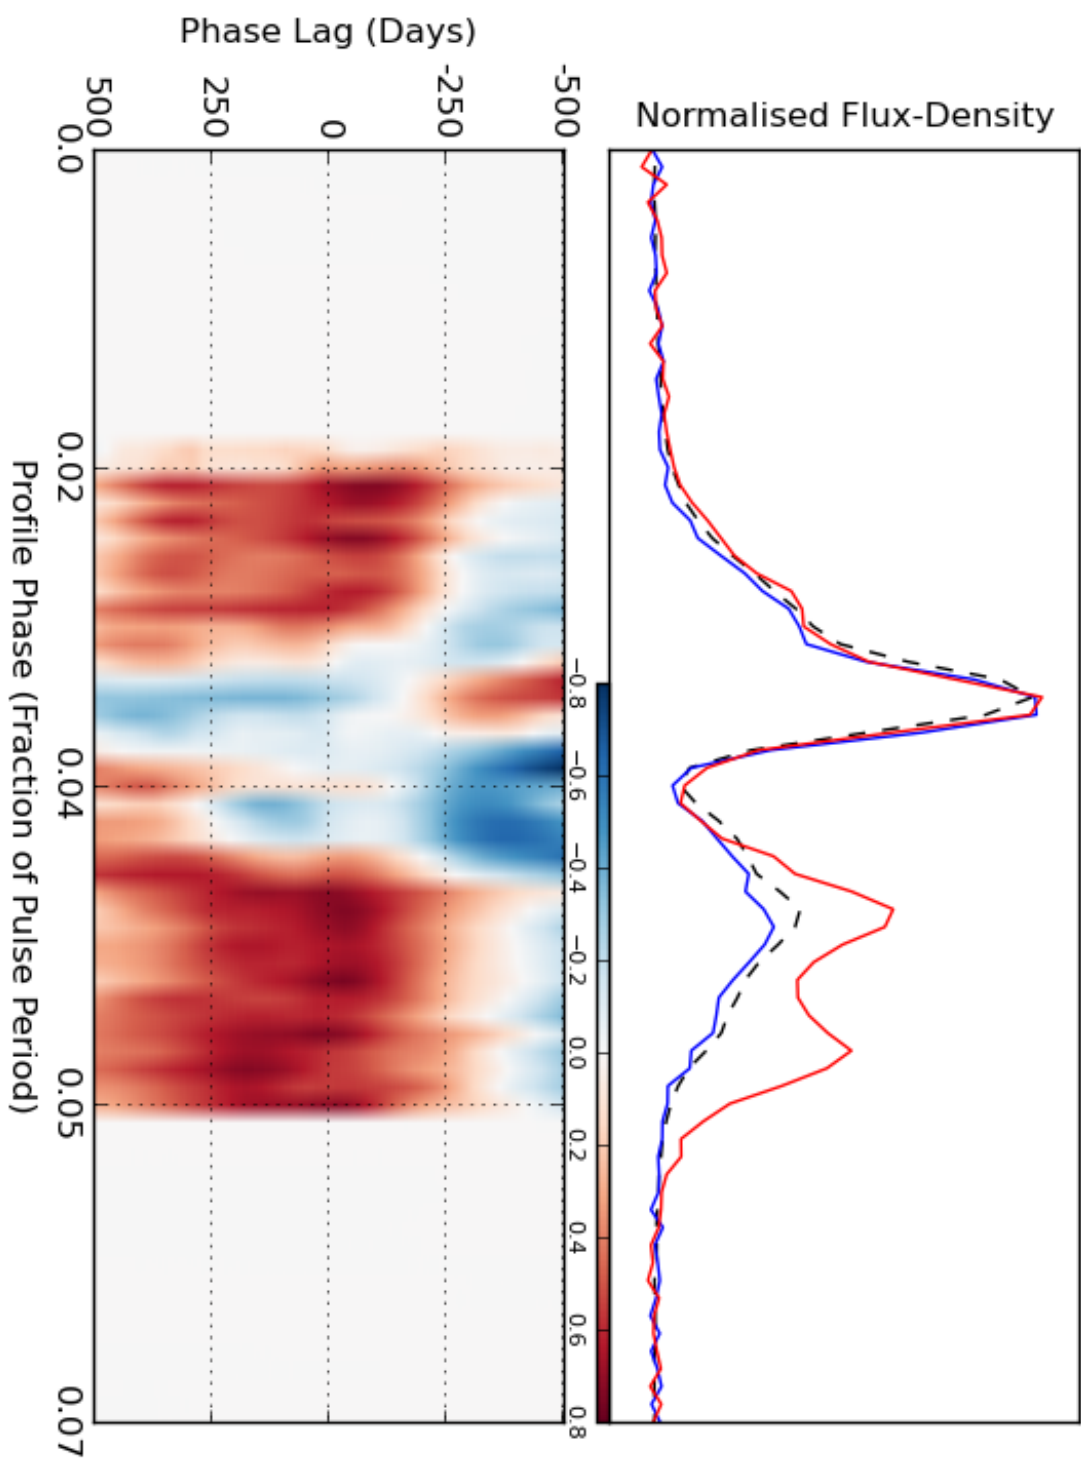 Normalised Flux-Density
−0.8 −0.6 −0.4 −0.2 0.0 0.2 0.4 0.6 0.8
Phase Lag (Days)
-500
-250
0
250
500
0.0 0.02 0.04 0.05 0.07
Profile Phase (Fraction of Pulse Period)